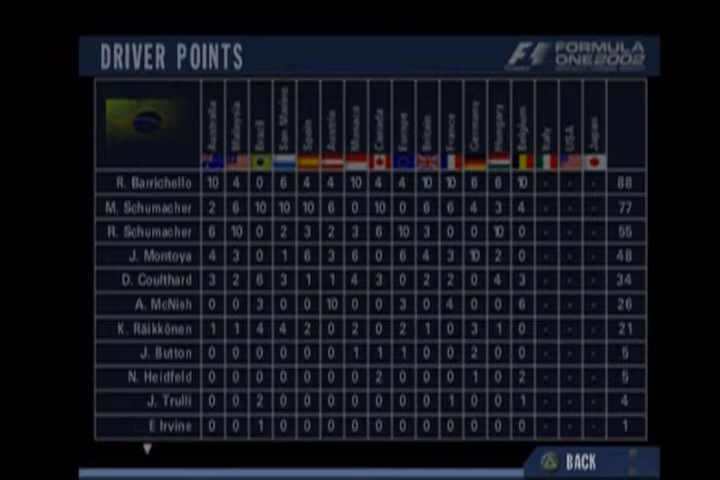 DRIVER POINTS
F1 FORMULA ONE 2002
Australia Malaysia Brazil San Marino Spain Austria Monaco Canada Europe Britain France Germany Hungary Belgium Italy USA Japan
R. Barrichello 10 4 0 6 4 4 10 4 4 10 10 6 6 10 - - - 88
M. Schumacher 2 6 10 10 10 6 0 10 0 6 6 4 3 4 - - - 77
R. Schumacher 6 10 0 2 3 2 3 6 10 3 0 0 10 0 - - - 55
J. Montoya 4 3 0 1 6 3 6 0 6 4 3 10 2 0 - - - 48
D. Coulthard 3 2 6 3 1 1 4 3 0 2 2 0 4 3 - - - 34
A. McNish 0 0 3 0 0 10 0 0 3 0 4 0 0 6 - - - 26
K. Räikkönen 1 1 4 4 2 0 2 0 2 1 0 3 1 0 - - - 21
J. Button 0 0 0 0 0 0 1 1 1 0 0 2 0 0 - - - 5
N. Heidfeld 0 0 0 0 0 0 0 2 0 0 0 1 0 2 - - - 5
J. Trulli 0 0 2 0 0 0 0 0 0 0 1 0 0 1 - - - 4
E Irvine 0 0 1 0 0 0 0 0 0 0 0 0 0 0 - - - 1
BACK